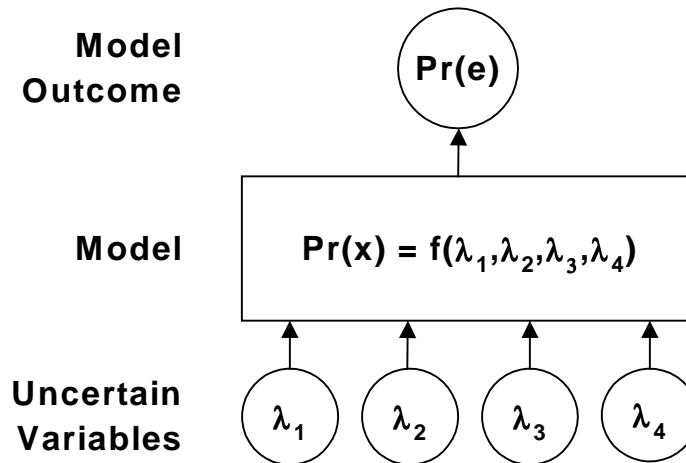 Model
Outcome
Pr(e)
Model
Pr(x) = f(λ₁,λ₂,λ₃,λ₄)
Uncertain
Variables
λ₁
λ₂
λ₃
λ₄